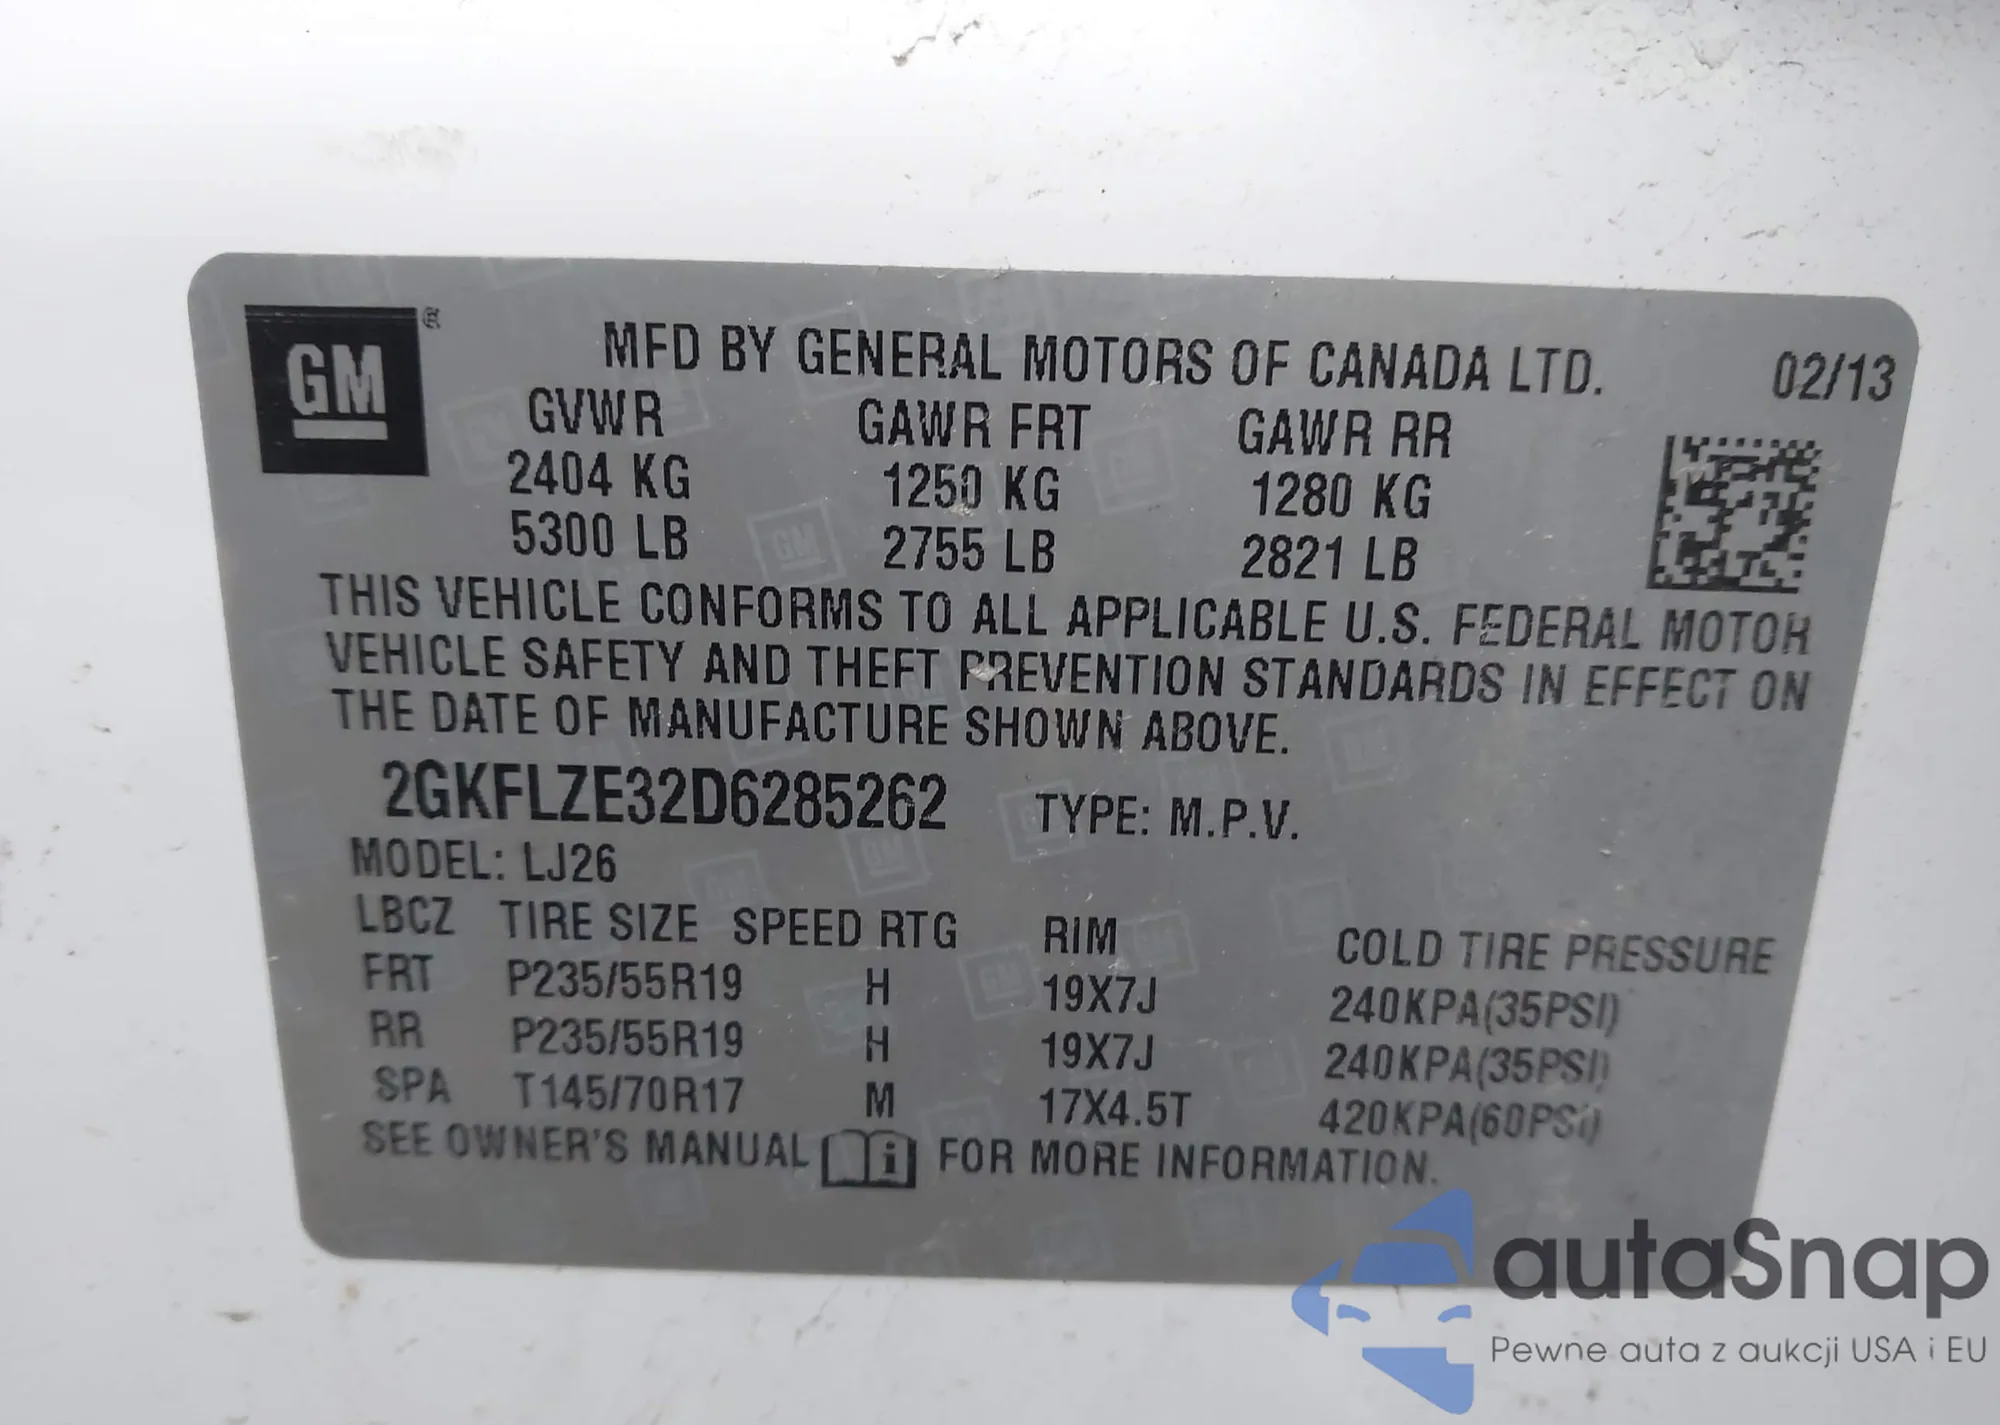 GM®
MFD BY GENERAL MOTORS OF CANADA LTD. 02/13
GVWR GAWR FRT GAWR RR
2404 KG 1250 KG 1280 KG
5300 LB 2755 LB 2821 LB
THIS VEHICLE CONFORMS TO ALL APPLICABLE U.S. FEDERAL MOTOR
VEHICLE SAFETY AND THEFT PREVENTION STANDARDS IN EFFECT ON
THE DATE OF MANUFACTURE SHOWN ABOVE.
2GKFLZE32D6285262 TYPE: M.P.V.
MODEL: LJ26
LBCZ TIRE SIZE SPEED RTG RIM COLD TIRE PRESSURE
FRT P235/55R19 H 19X7J 240KPA(35PSI)
RR P235/55R19 H 19X7J 240KPA(35PSI)
SPA T145/70R17 M 17X4.5T 420KPA(60PSI)
SEE OWNER'S MANUAL i FOR MORE INFORMATION.
autaSnap
Pewne auta z aukcji USA i EU